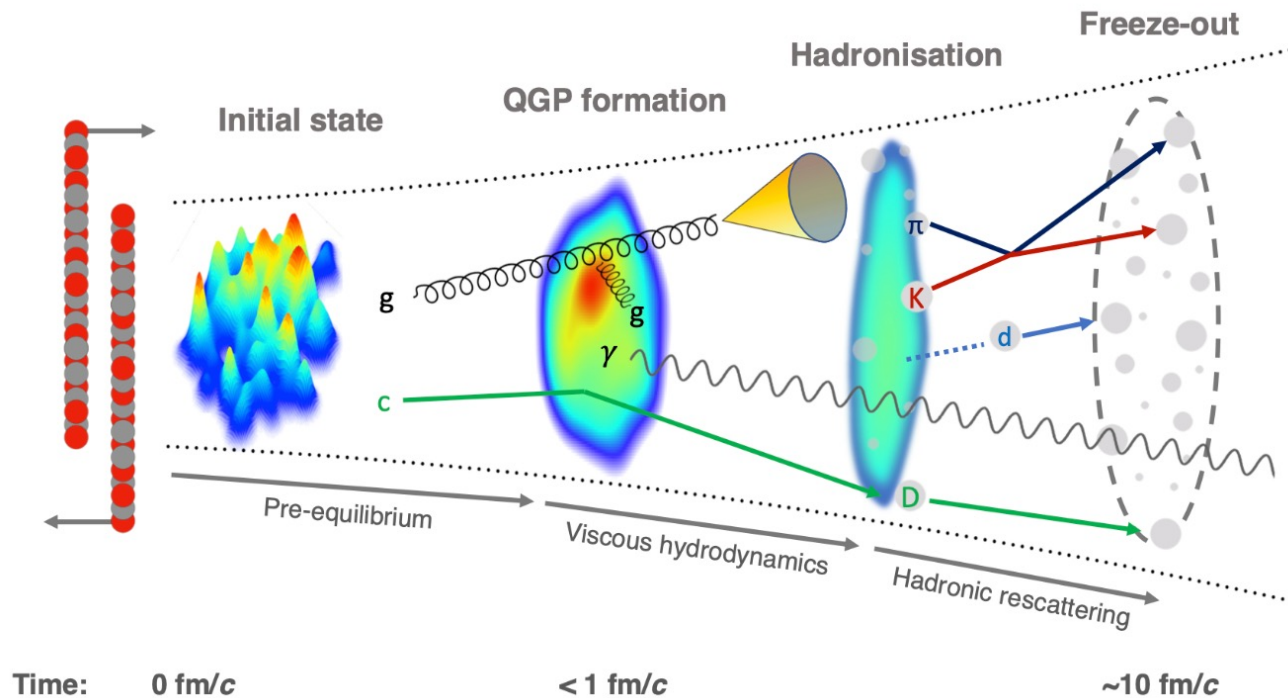 Freeze-out
Hadronisation
QGP formation
Initial state
π
g
K
g
d
γ
c
D
Pre-equilibrium
Viscous hydrodynamics
Hadronic rescattering
Time: 0 fm/c < 1 fm/c ~10 fm/c